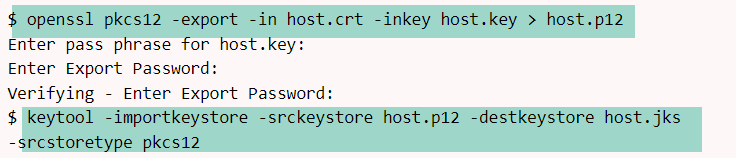 $ openssl pkcs12 -export -in host.crt -inkey host.key > host.p12
Enter pass phrase for host.key:
Enter Export Password:
Verifying - Enter Export Password:
$ keytool -importkeystore -srckeystore host.p12 -destkeystore host.jks
-srcstoretype pkcs12